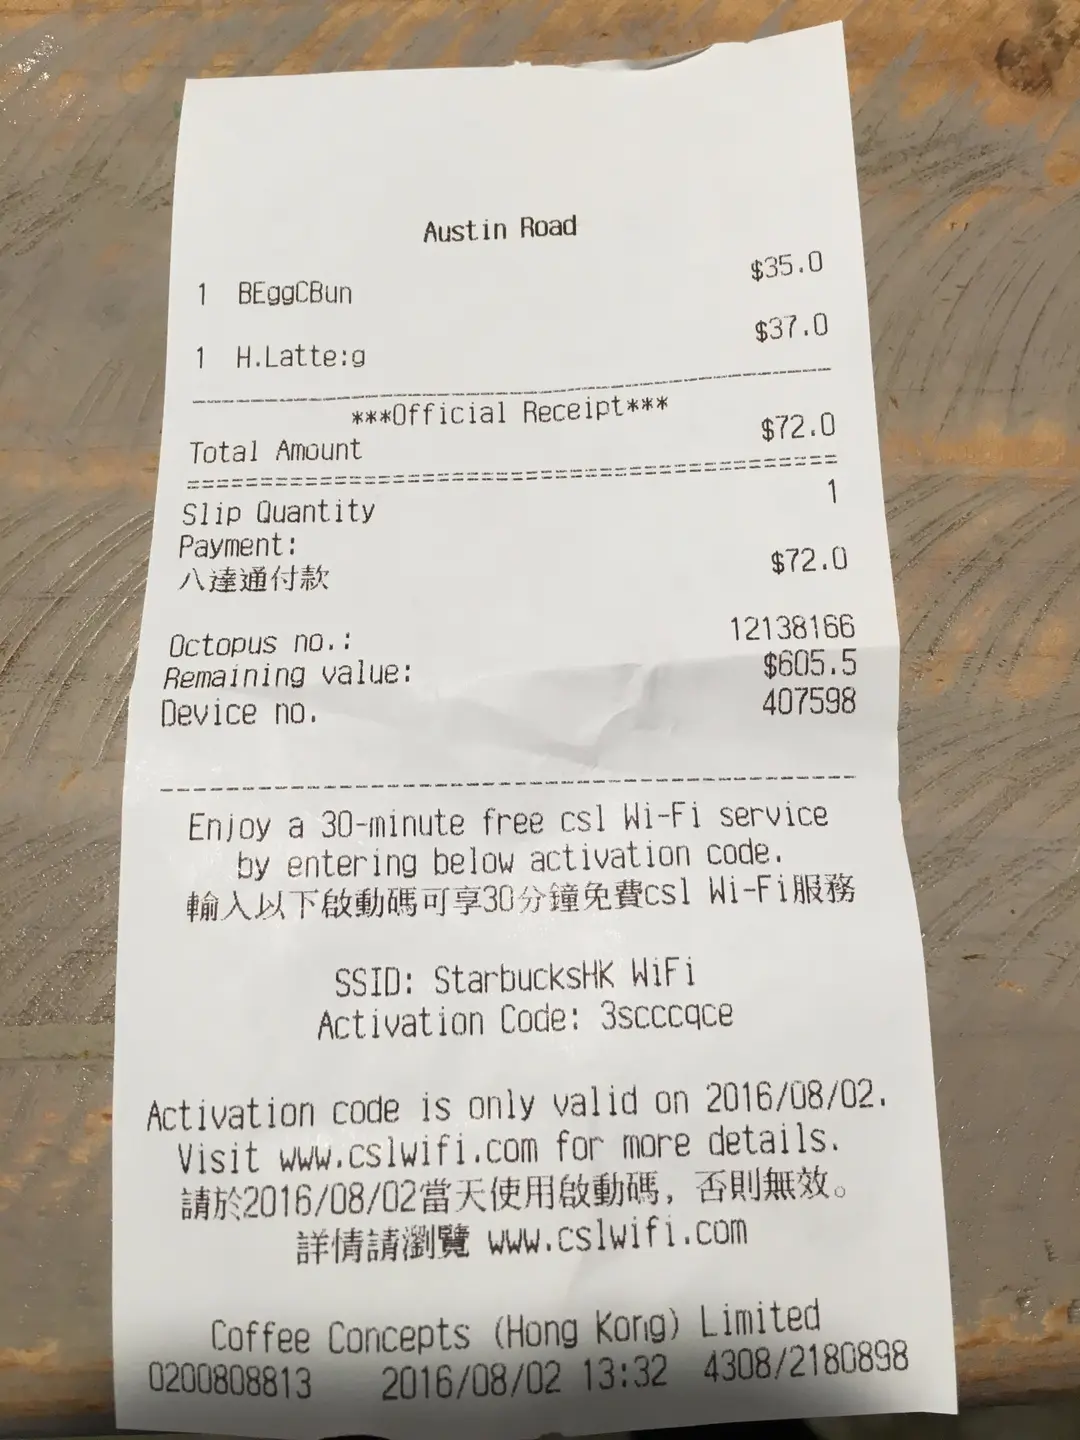 Austin Road
1 BEggCBun $35.0
1 H.Latte:g $37.0
***Official Receipt***
Total Amount $72.0
Slip Quantity 1
Payment:
八達通付款 $72.0
Octopus no.: 12138166
Remaining value: $605.5
Device no. 407598
Enjoy a 30-minute free csl Wi-Fi service
by entering below activation code.
輸入以下啟動碼可享30分鐘免費csl Wi-Fi服務
SSID: StarbucksHK WiFi
Activation Code: 3scccqce
Activation code is only valid on 2016/08/02.
Visit www.cslwifi.com for more details.
請於2016/08/02當天使用啟動碼, 否則無效。
詳情請瀏覽 www.cslwifi.com
Coffee Concepts (Hong Kong) Limited
0200808813 2016/08/02 13:32 4308/2180898